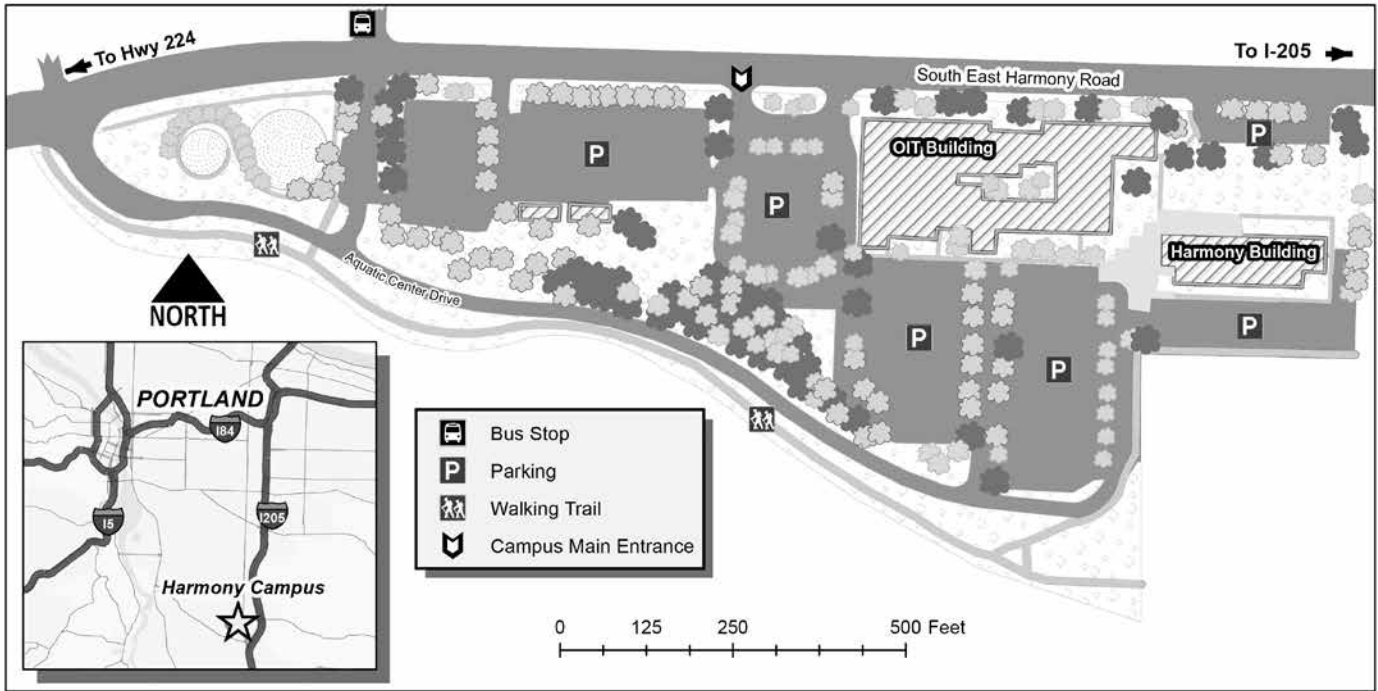 To Hwy 224
To I-205
South East Harmony Road
P
OIT Building
P
P
Harmony Building
Aquatic Center Drive
NORTH
P
P
P
PORTLAND
I84
I5
I205
Harmony Campus
Bus Stop
P Parking
Walking Trail
Campus Main Entrance
0 125 250 500 Feet